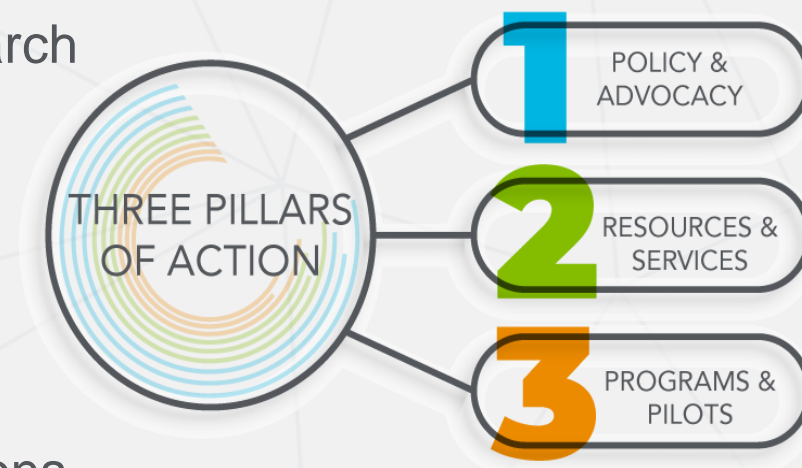 THREE PILLARS
OF ACTION
1
POLICY &
ADVOCACY
2
RESOURCES &
SERVICES
3
PROGRAMS &
PILOTS